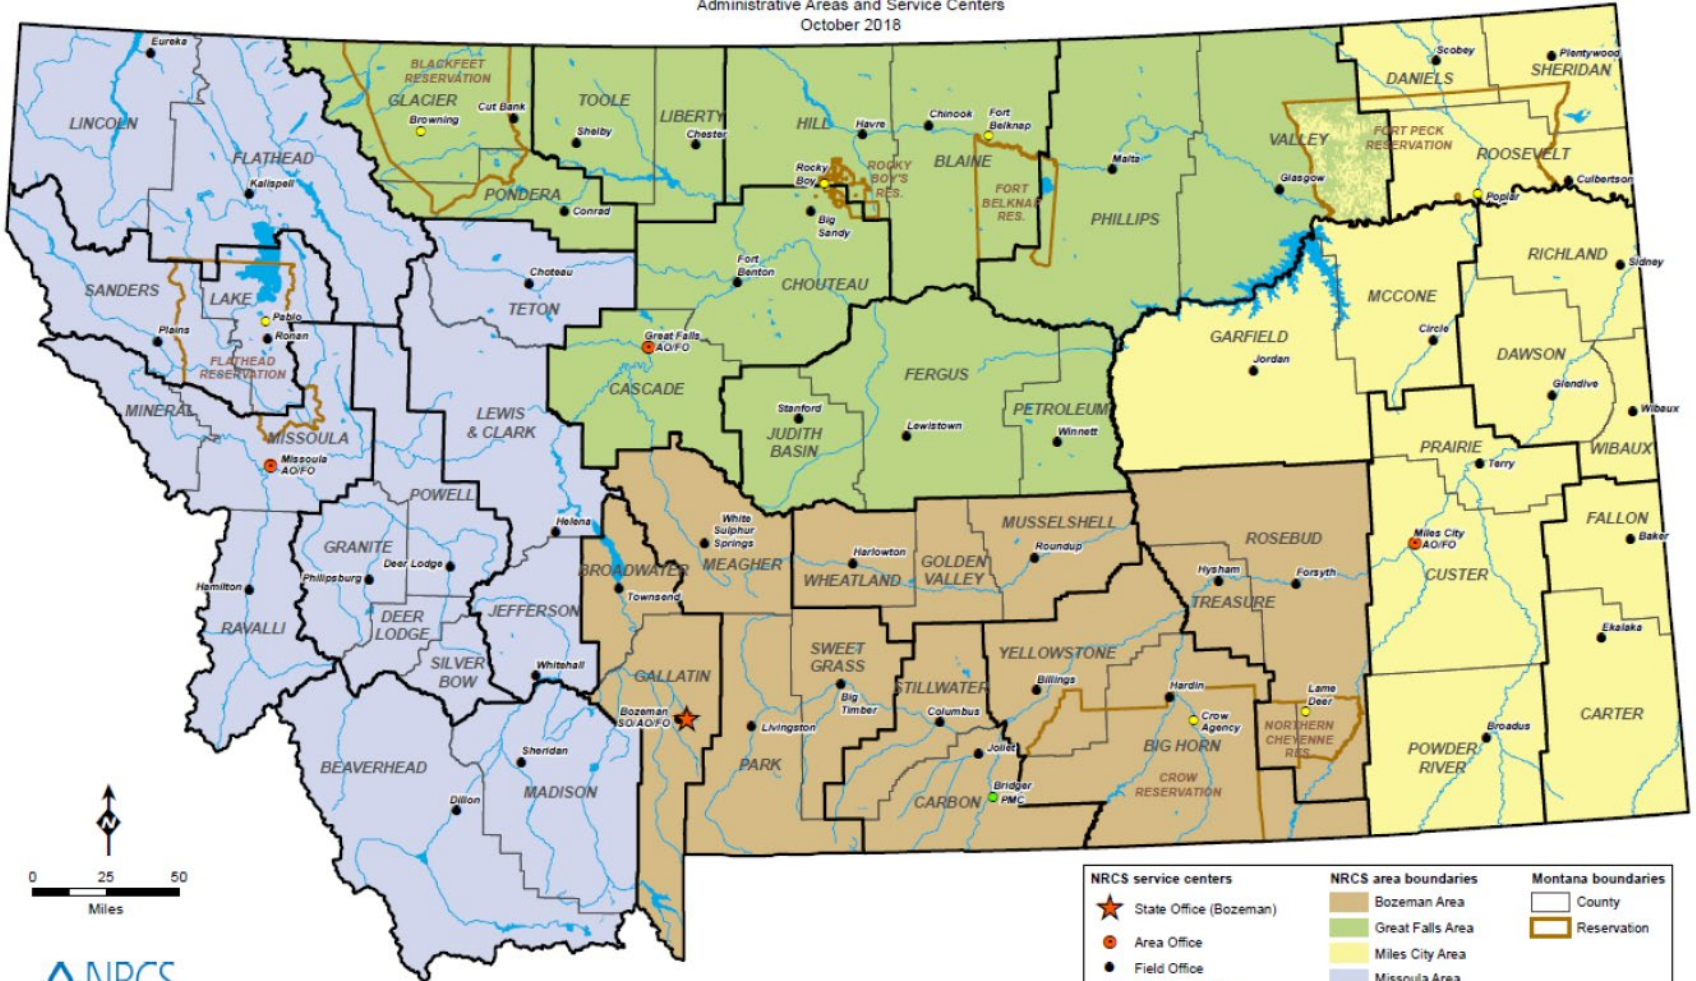 Administrative Areas and Service Centers
October 2018
Eureka
LINCOLN
FLATHEAD
Kalispell
BLACKFEET
RESERVATION
GLACIER
Browning
Cut Bank
TOOLE
Shelby
LIBERTY
Chester
PONDERA
Conrad
HILL
Havre
Rocky
Boy
ROCKY
BOY'S
RES.
Big
Sandy
Chinook
Fort
Belknap
BLAINE
FORT
BELKNAP
RES.
Malta
PHILLIPS
VALLEY
Glasgow
Scobey
DANIELS
Plentywood
SHERIDAN
FORT PECK
RESERVATION
ROOSEVELT
Culbertson
Poplar
SANDERS
Plains
LAKE
Pablo
Ronan
FLATHEAD
RESERVATION
Choteau
TETON
Fort
Benton
CHOUTEAU
Great Falls
AO/FO
CASCADE
FERGUS
Stanford
JUDITH
BASIN
Lewistown
PETROLEUM
Winnett
GARFIELD
Jordan
MCCONE
Circle
RICHLAND
Sidney
DAWSON
Glendive
Wibaux
WIBAUX
MINERAL
MISSOULA
Missoula
AO/FO
LEWIS
& CLARK
POWELL
Helena
GRANITE
Philipsburg
Deer Lodge
DEER
LODGE
Hamilton
RAVALLI
SILVER
BOW
JEFFERSON
Whitehall
BROADWATER
Townsend
White
Sulphur
Springs
MEAGHER
Harlowton
WHEATLAND
GOLDEN
VALLEY
MUSSELSHELL
Roundup
ROSEBUD
Hysham
Forsyth
TREASURE
PRAIRIE
Terry
Miles City
AO/FO
CUSTER
FALLON
Baker
Ekalaka
CARTER
GALLATIN
Bozeman
SO/AO/FO
Livingston
PARK
SWEET
GRASS
Big
Timber
STILLWATER
Columbus
YELLOWSTONE
Billings
Hardin
Crow
Agency
BIG HORN
CROW
RESERVATION
Lame
Deer
NORTHERN
CHEYENNE
RES.
Broadus
POWDER
RIVER
Joliet
Bridger
PMC
CARBON
BEAVERHEAD
Dillon
Sheridan
MADISON
N
0 25 50
Miles
NRCS
NRCS service centers
State Office (Bozeman)
Area Office
Field Office
NRCS area boundaries
Bozeman Area
Great Falls Area
Miles City Area
Missoula Area
Montana boundaries
County
Reservation